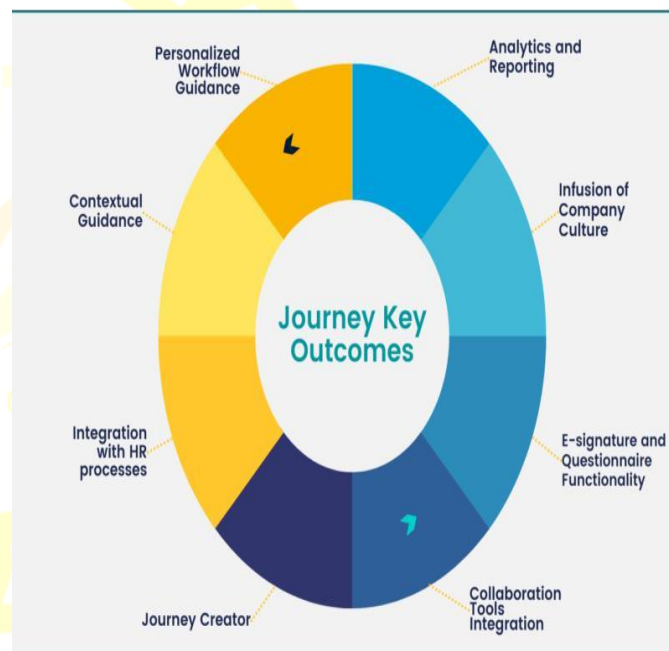 Personalized
Workflow
Guidance
Analytics and
Reporting
Contextual
Guidance
Infusion of
Company
Culture
Journey Key
Outcomes
Integration
with HR
processes
E-signature and
Questionnaire
Functionality
Journey Creator
Collaboration
Tools
Integration